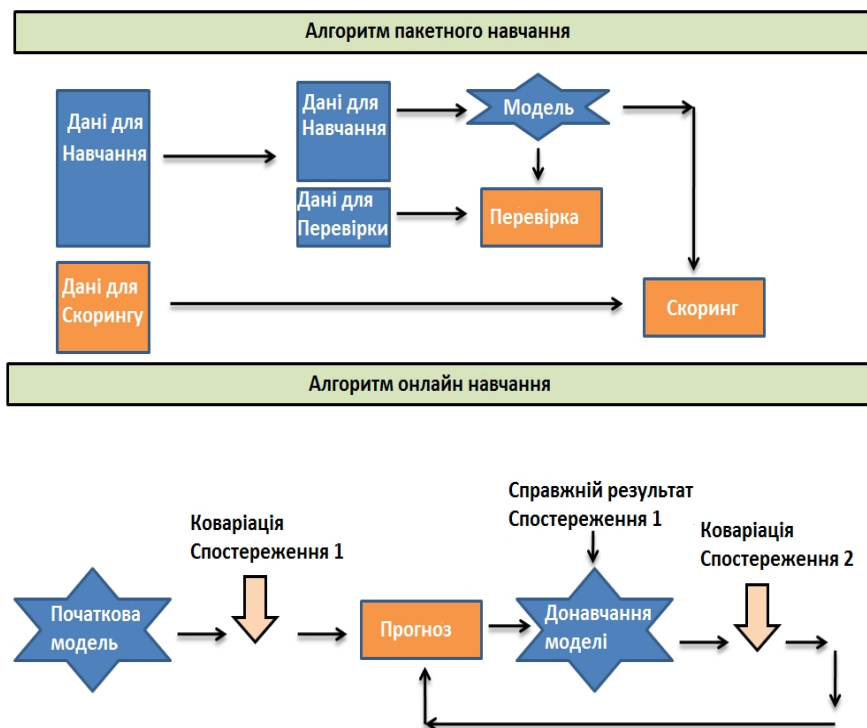 Алгоритм пакетного навчання
Дані для
Навчання
Дані для
Навчання
Модель
Дані для
Перевірки
Перевірка
Дані для
Скорингу
Скоринг
Алгоритм онлайн навчання
Коваріація
Спостереження 1
Справжній результат
Спостереження 1
Коваріація
Спостереження 2
Початкова
модель
Прогноз
Донавчання
моделі